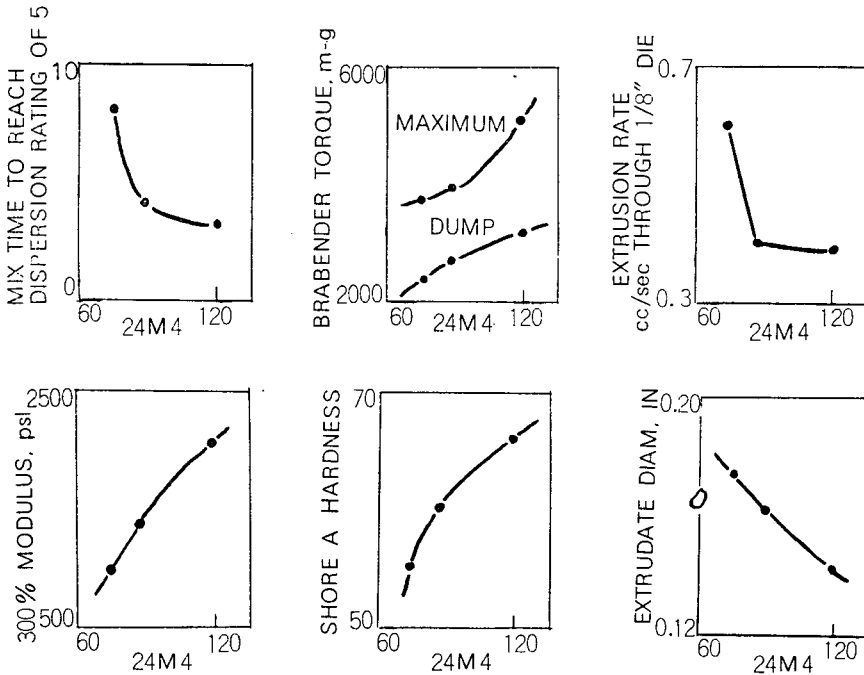 MIX TIME TO REACH
DISPERSION RATING OF 5
10
0
60
120
24M4
BRABENDER TORQUE, m-g
6000
2000
MAXIMUM
DUMP
60
120
24M4
EXTRUSION RATE
cc/sec THROUGH 1/8" DIE
0.7
0.3
60
120
24M4
300% MODULUS, psI
2500
500
60
120
24M4
SHORE A HARDNESS
70
50
60
120
24M4
EXTRUDATE DIAM, IN
0.20
0.12
60
120
24M4